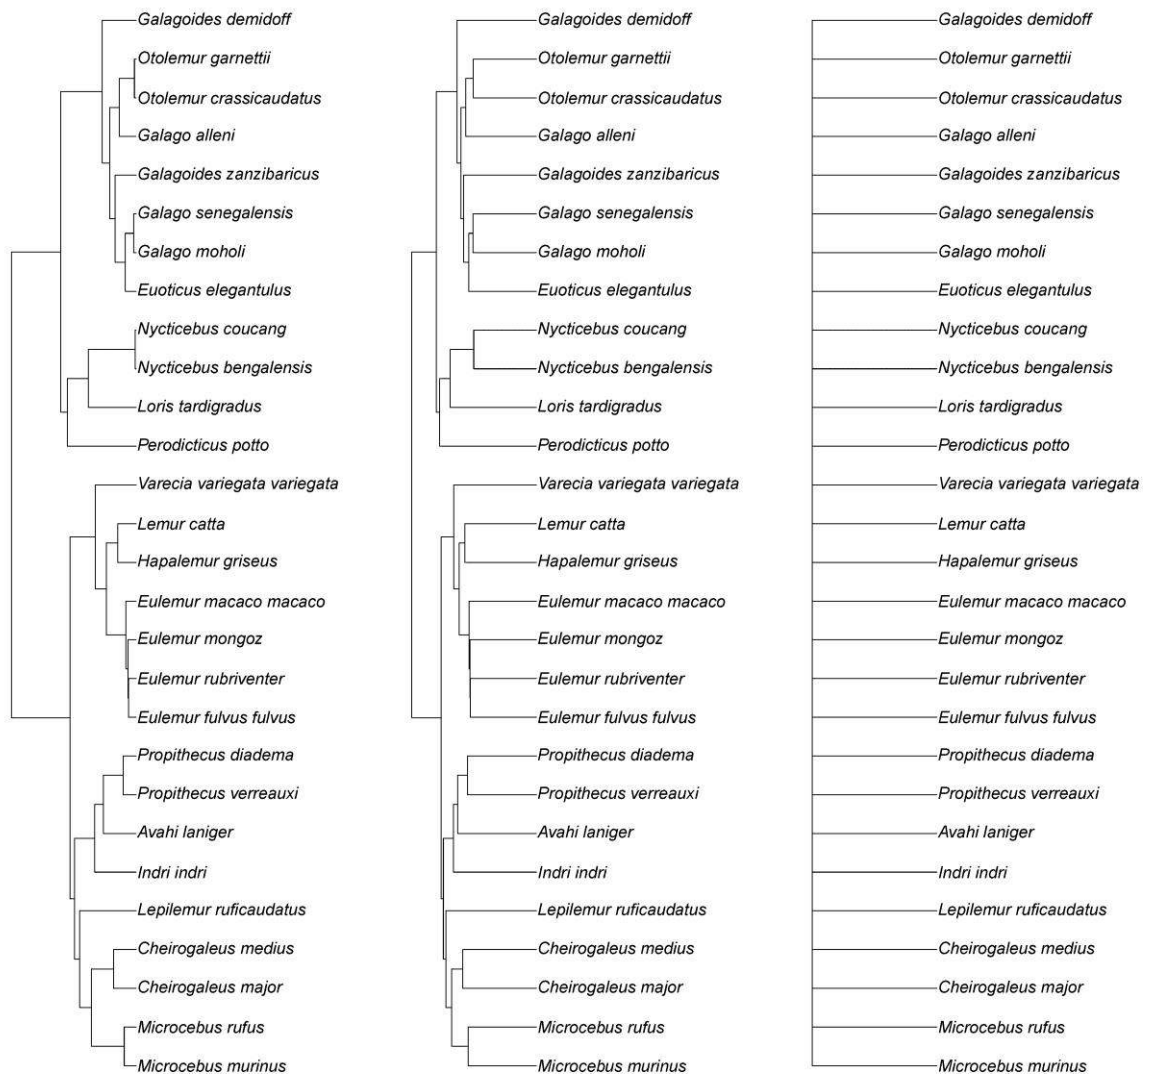 Galagoides demidoff Galagoides demidoff Galagoides demidoff
Otolemur garnettii Otolemur garnettii Otolemur garnettii
Otolemur crassicaudatus Otolemur crassicaudatus Otolemur crassicaudatus
Galago alleni Galago alleni Galago alleni
Galagoides zanzibaricus Galagoides zanzibaricus Galagoides zanzibaricus
Galago senegalensis Galago senegalensis Galago senegalensis
Galago moholi Galago moholi Galago moholi
Euoticus elegantulus Euoticus elegantulus Euoticus elegantulus
Nycticebus coucang Nycticebus coucang Nycticebus coucang
Nycticebus bengalensis Nycticebus bengalensis Nycticebus bengalensis
Loris tardigradus Loris tardigradus Loris tardigradus
Perodicticus potto Perodicticus potto Perodicticus potto
Varecia variegata variegata Varecia variegata variegata Varecia variegata variegata
Lemur catta Lemur catta Lemur catta
Hapalemur griseus Hapalemur griseus Hapalemur griseus
Eulemur macaco macaco Eulemur macaco macaco Eulemur macaco macaco
Eulemur mongoz Eulemur mongoz Eulemur mongoz
Eulemur rubriventer Eulemur rubriventer Eulemur rubriventer
Eulemur fulvus fulvus Eulemur fulvus fulvus Eulemur fulvus fulvus
Propithecus diadema Propithecus diadema Propithecus diadema
Propithecus verreauxi Propithecus verreauxi Propithecus verreauxi
Avahi laniger Avahi laniger Avahi laniger
Indri indri Indri indri Indri indri
Lepilemur ruficaudatus Lepilemur ruficaudatus Lepilemur ruficaudatus
Cheirogaleus medius Cheirogaleus medius Cheirogaleus medius
Cheirogaleus major Cheirogaleus major Cheirogaleus major
Microcebus rufus Microcebus rufus Microcebus rufus
Microcebus murinus Microcebus murinus Microcebus murinus